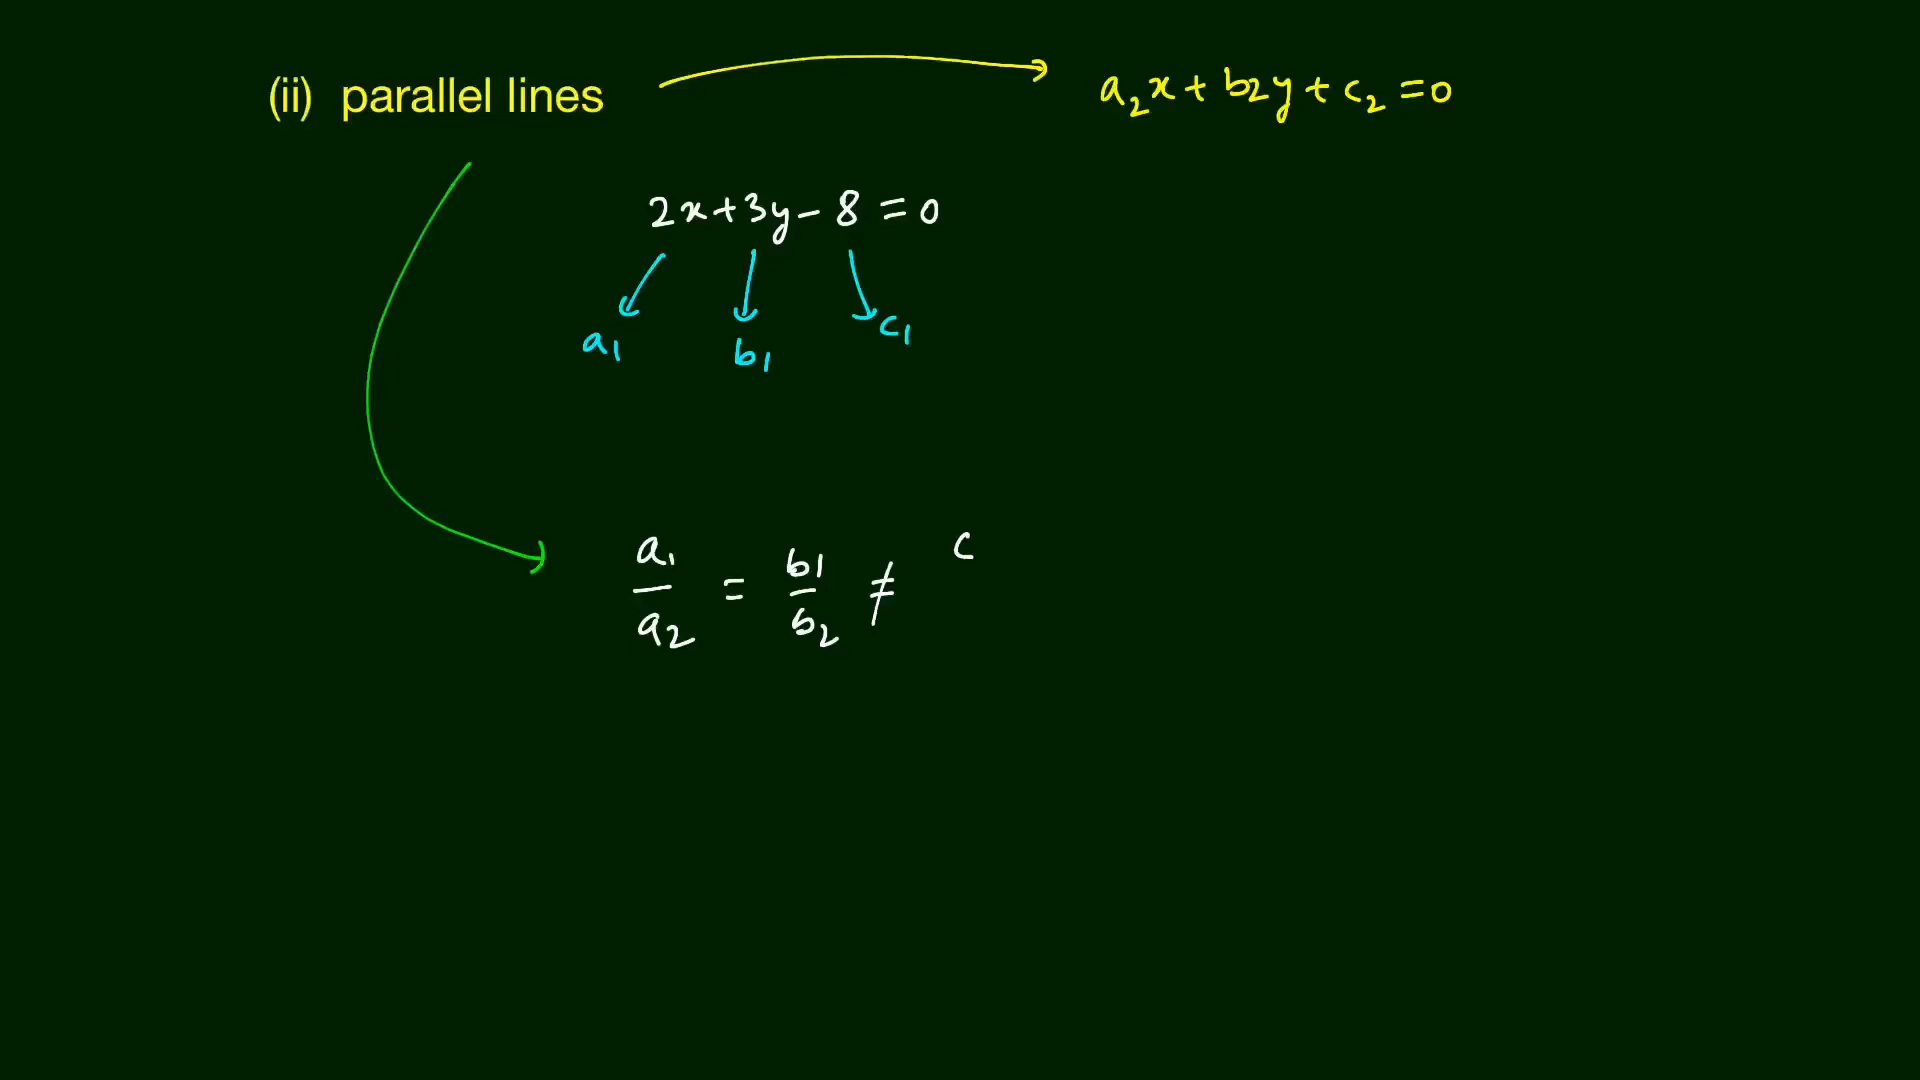 (ii) parallel lines
a₂x + b₂y + c₂ = 0
2x + 3y - 8 = 0
a₁ b₁ c₁
a₁/a₂ = b₁/b₂ ≠ c